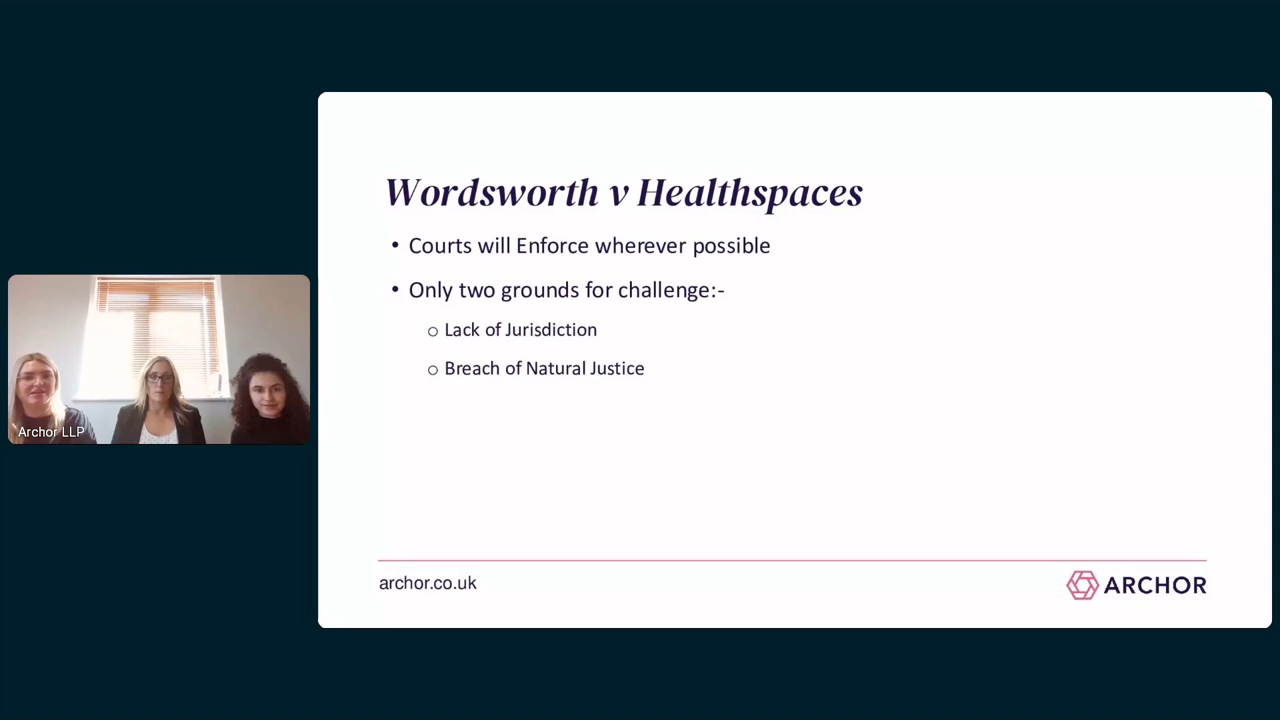 Wordsworth v Healthspaces
• Courts will Enforce wherever possible
• Only two grounds for challenge:-
o Lack of Jurisdiction
o Breach of Natural Justice
Archor LLP
archor.co.uk
ARCHOR